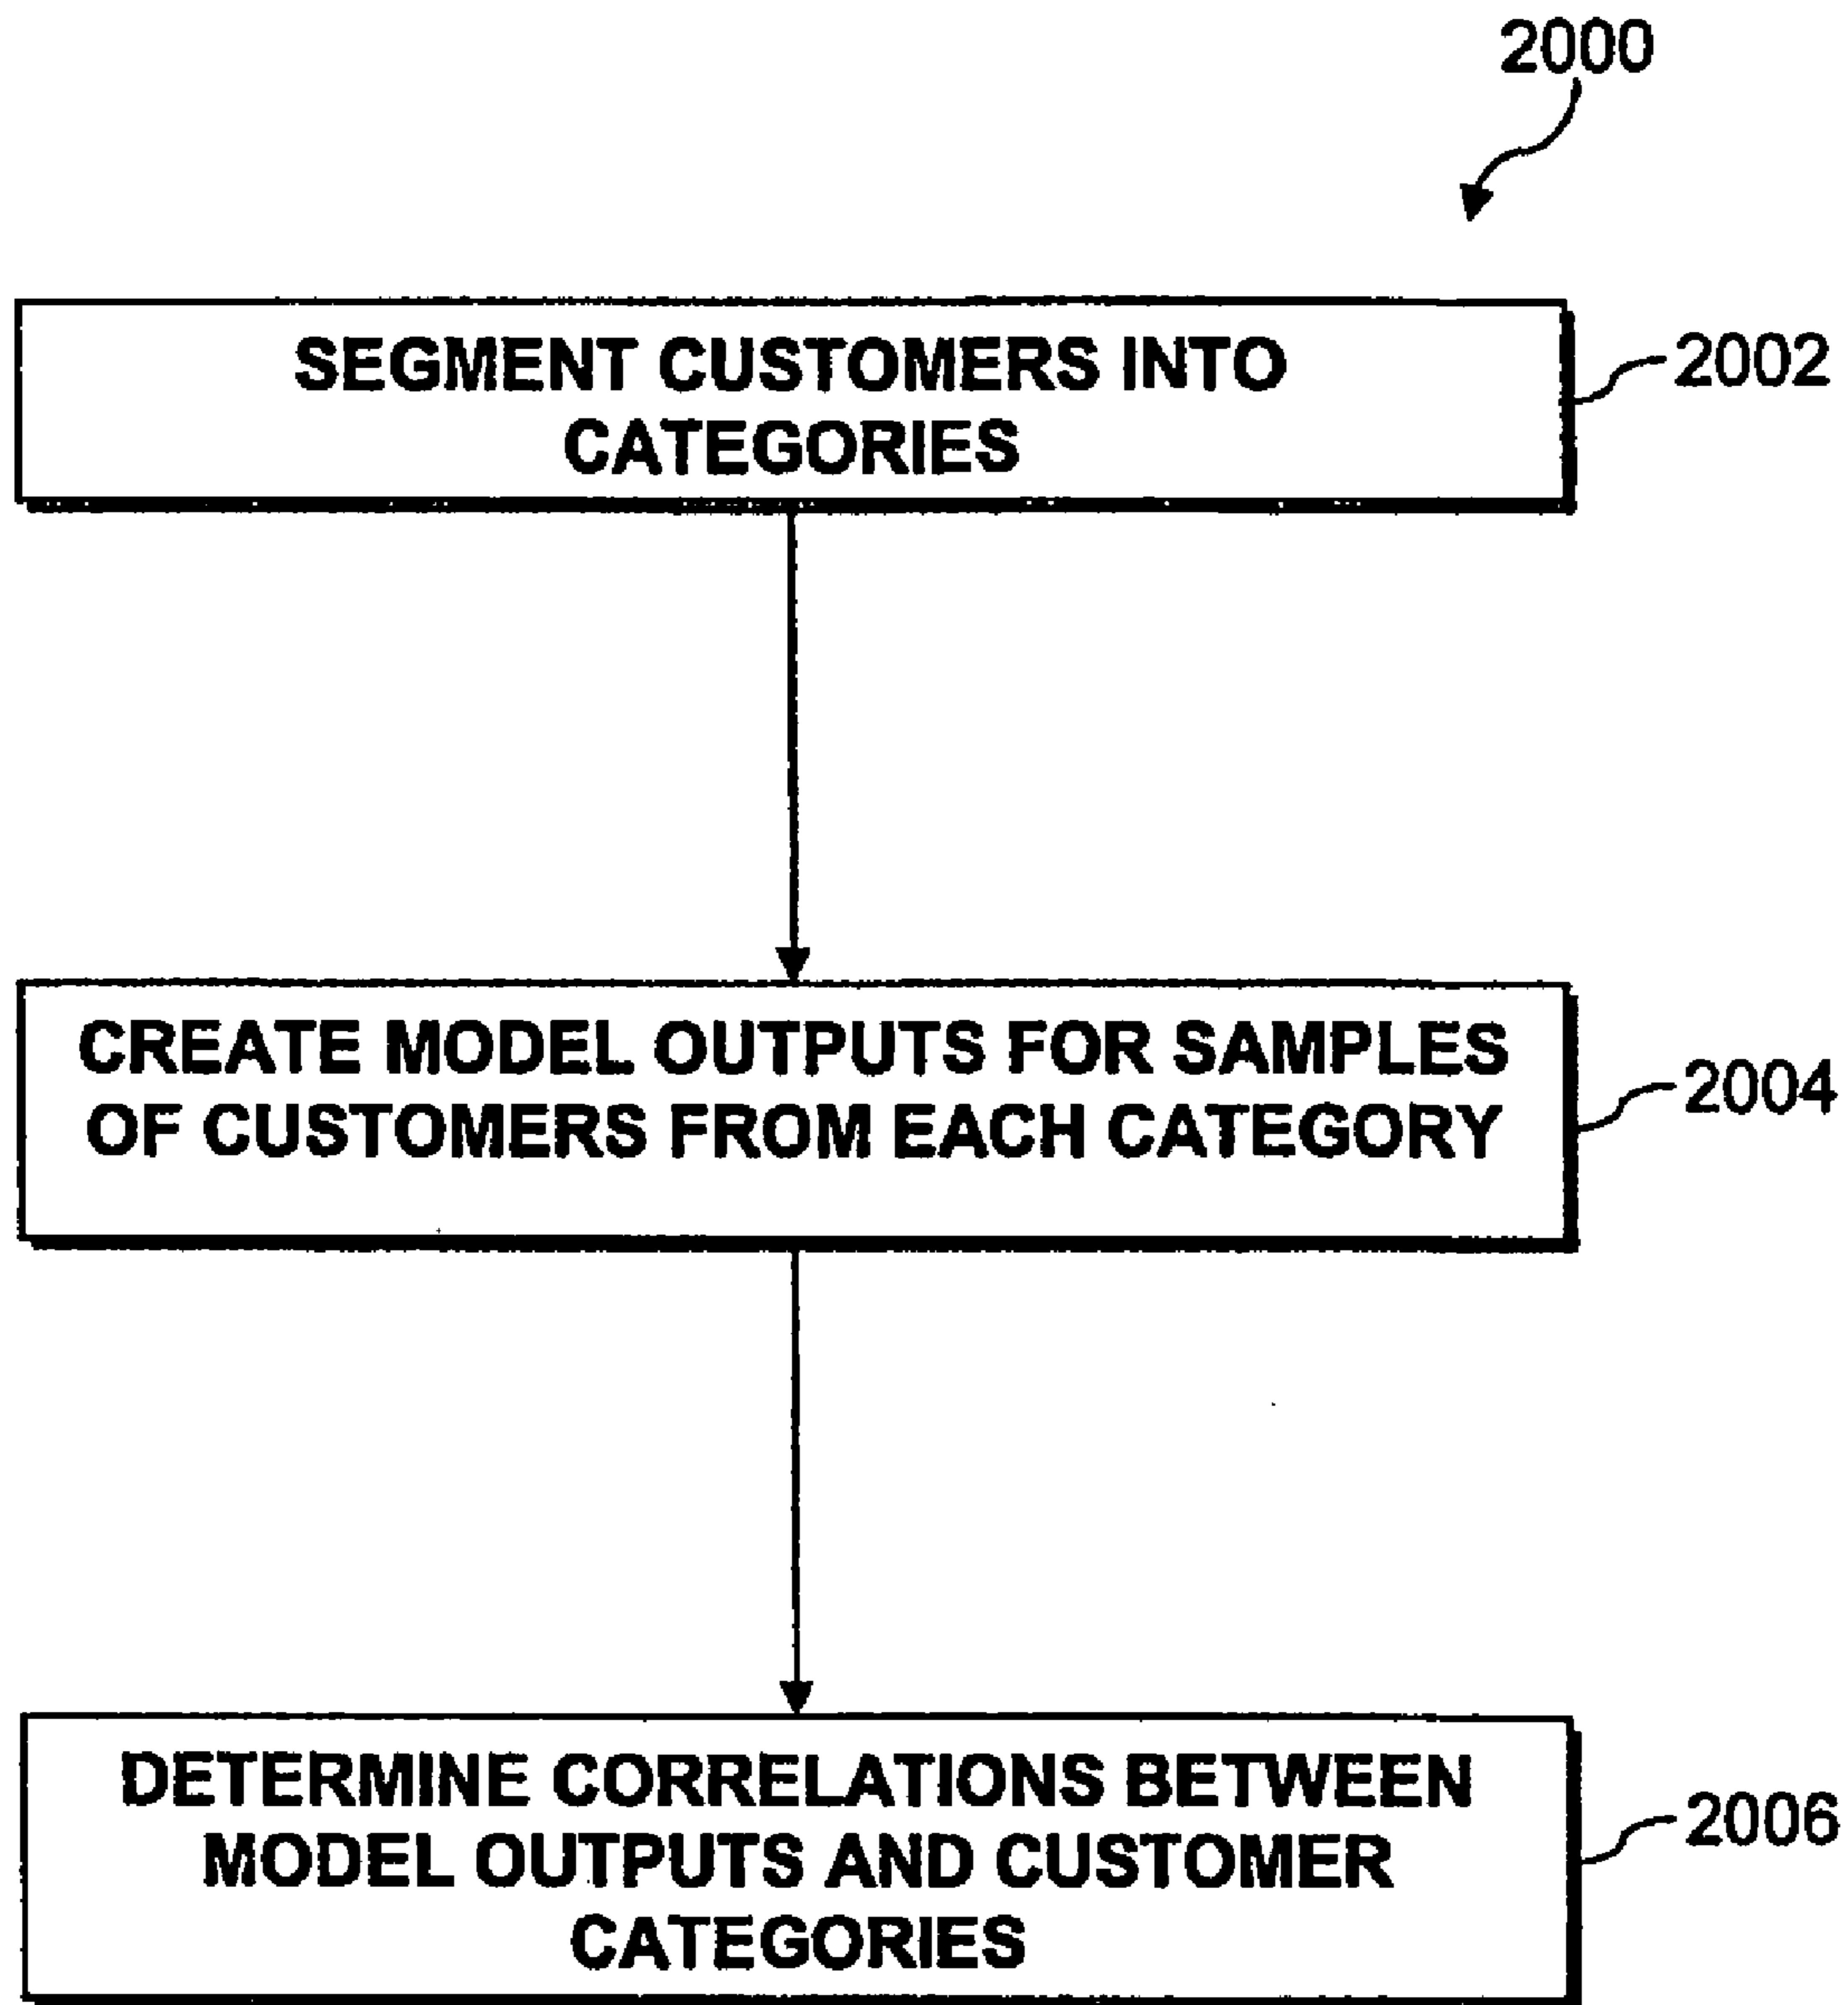 2000
SEGMENT CUSTOMERS INTO
CATEGORIES
2002
CREATE MODEL OUTPUTS FOR SAMPLES
OF CUSTOMERS FROM EACH CATEGORY
2004
DETERMINE CORRELATIONS BETWEEN
MODEL OUTPUTS AND CUSTOMER
CATEGORIES
2006